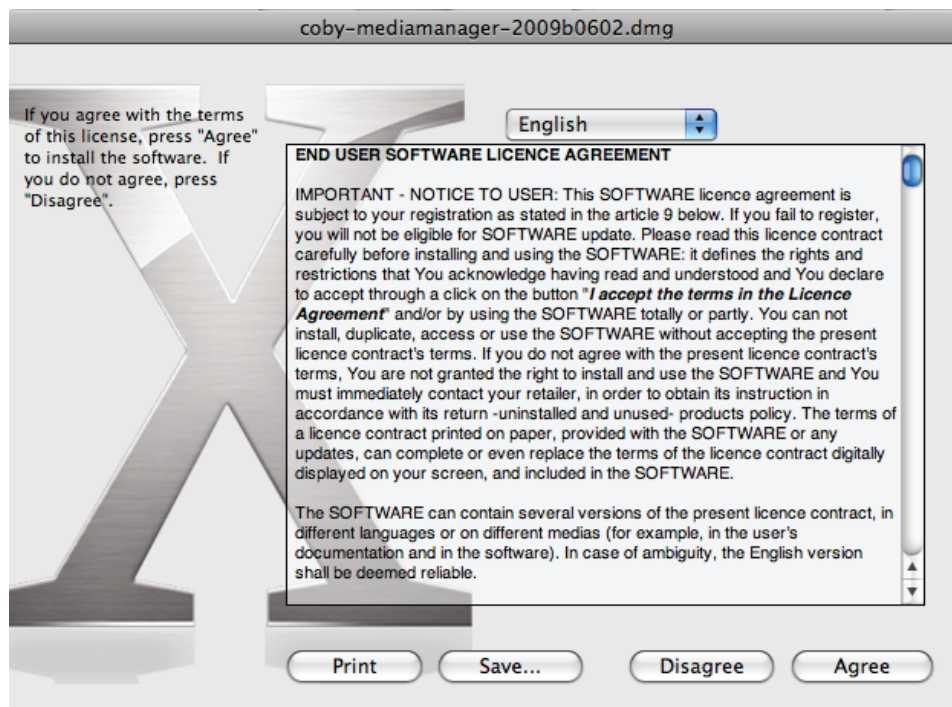 coby-mediamanager-2009b0602.dmg
If you agree with the terms
of this license, press "Agree"
to install the software.  If
you do not agree, press
"Disagree".
English
END USER SOFTWARE LICENCE AGREEMENT
IMPORTANT - NOTICE TO USER: This SOFTWARE licence agreement is
subject to your registration as stated in the article 9 below. If you fail to register,
you will not be eligible for SOFTWARE update. Please read this licence contract
carefully before installing and using the SOFTWARE: it defines the rights and
restrictions that You acknowledge having read and understood and You declare
to accept through a click on the button "I accept the terms in the Licence
Agreement" and/or by using the SOFTWARE totally or partly. You can not
install, duplicate, access or use the SOFTWARE without accepting the present
licence contract's terms. If you do not agree with the present licence contract's
terms, You are not granted the right to install and use the SOFTWARE and You
must immediately contact your retailer, in order to obtain its instruction in
accordance with its return -uninstalled and unused- products policy. The terms of
a licence contract printed on paper, provided with the SOFTWARE or any
updates, can complete or even replace the terms of the licence contract digitally
displayed on your screen, and included in the SOFTWARE.
The SOFTWARE can contain several versions of the present licence contract, in
different languages or on different medias (for example, in the user's
documentation and in the software). In case of ambiguity, the English version
shall be deemed reliable.
Print Save... Disagree Agree